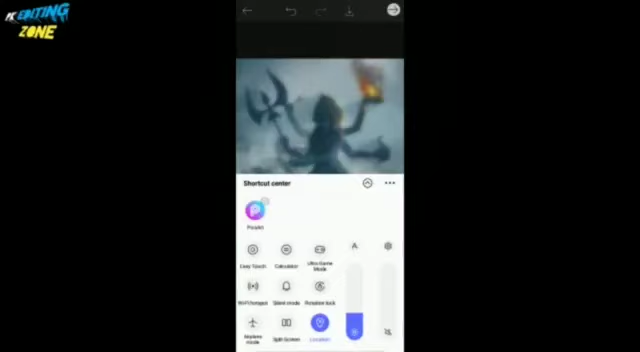 PK EDITING
ZONE
Shortcut center
PicsArt
Easy Touch
Calculator
Ultra Game
Mode
A
Wi-Fi hotspot
Silent mode
Rotation lock
Airplane
mode
Split-Screen
Location